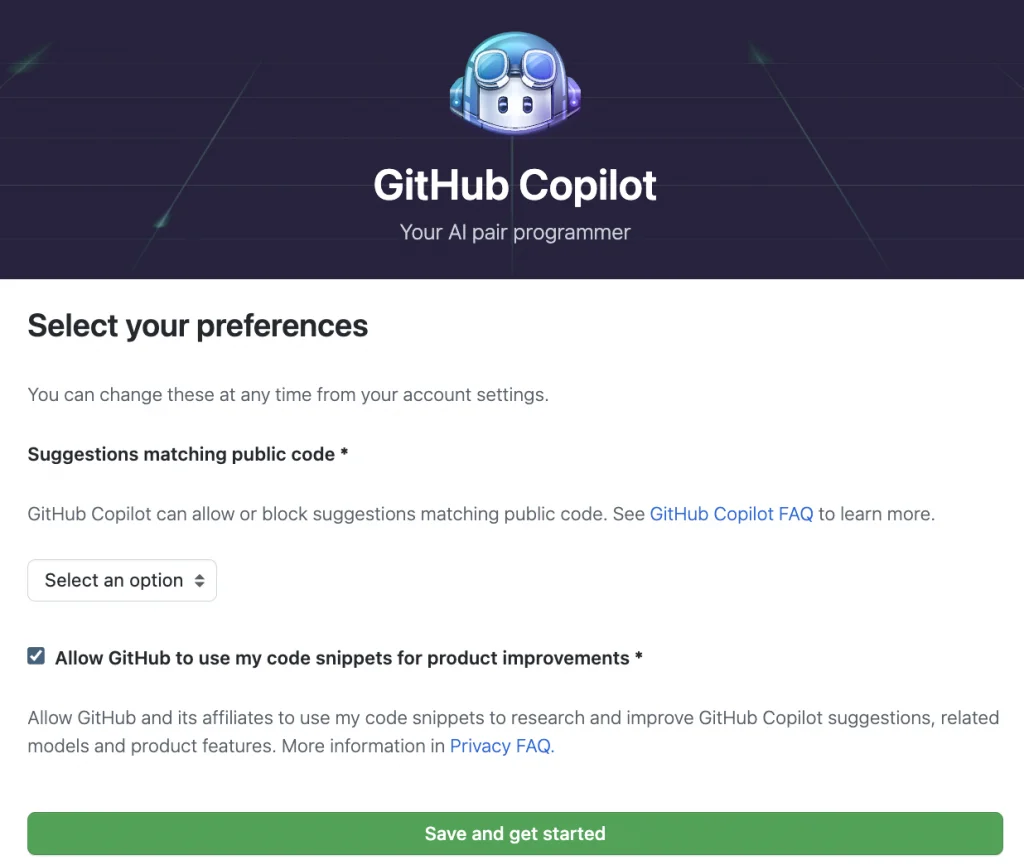 GitHub Copilot
Your AI pair programmer
Select your preferences
You can change these at any time from your account settings.
Suggestions matching public code *
GitHub Copilot can allow or block suggestions matching public code. See GitHub Copilot FAQ to learn more.
Select an option
Allow GitHub to use my code snippets for product improvements *
Allow GitHub and its affiliates to use my code snippets to research and improve GitHub Copilot suggestions, related
models and product features. More information in Privacy FAQ.
Save and get started